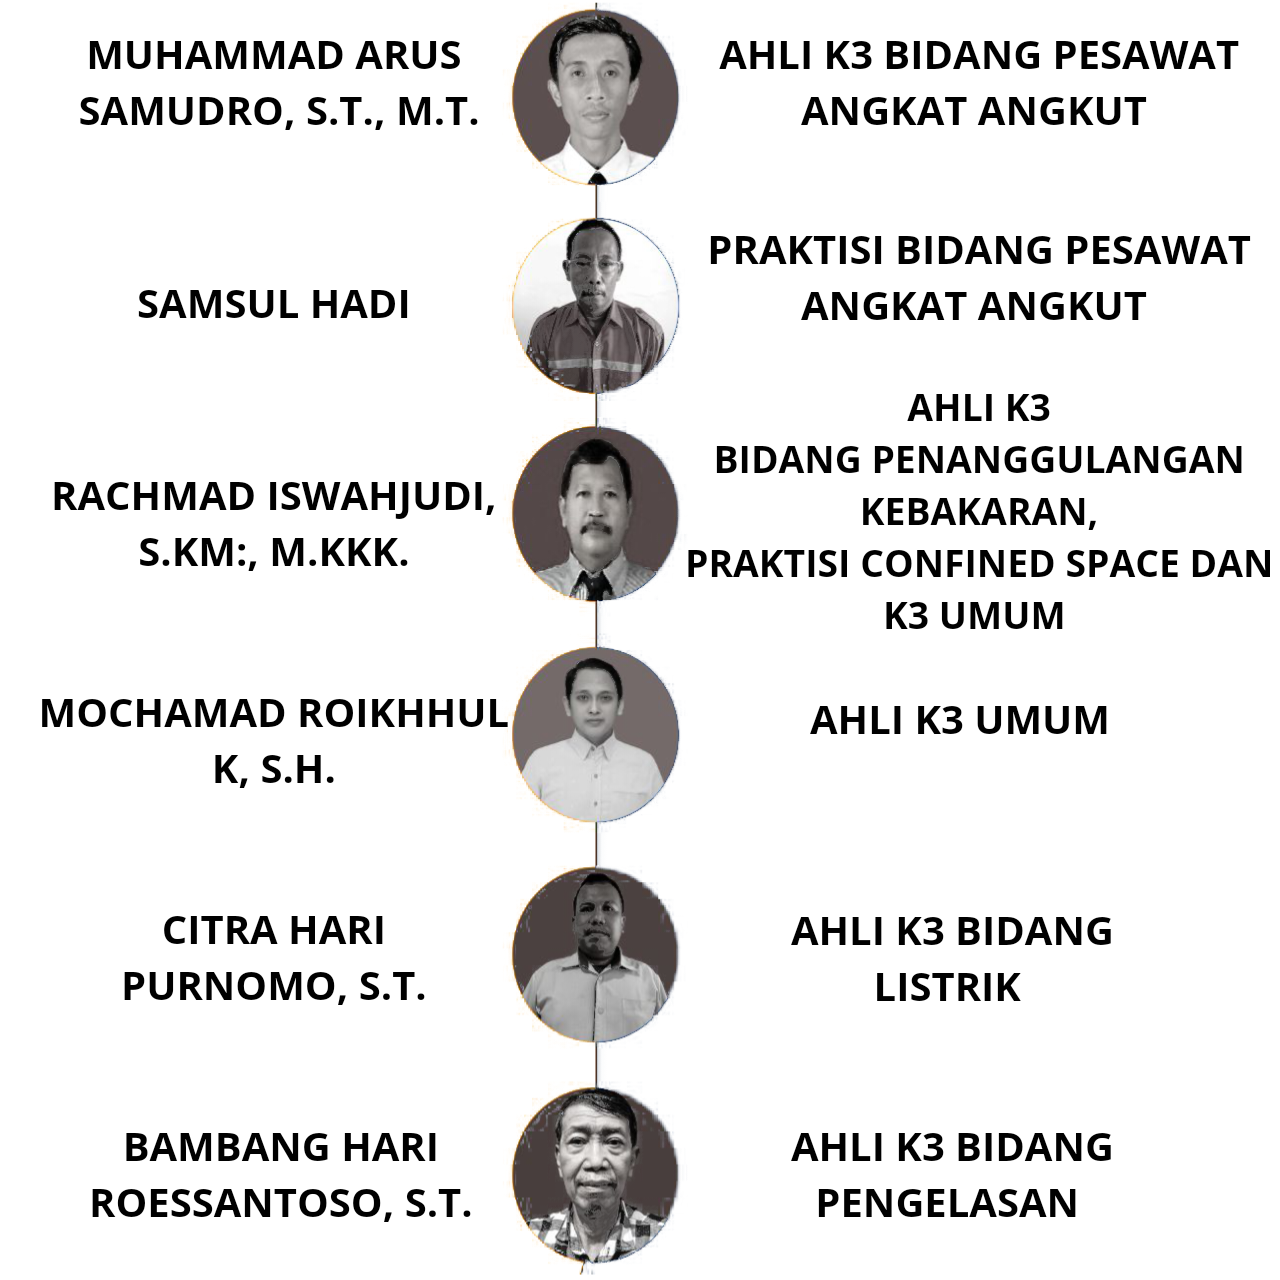 MUHAMMAD ARUS
SAMUDRO, S.T., M.T.
AHLI K3 BIDANG PESAWAT
ANGKAT ANGKUT
SAMSUL HADI
PRAKTISI BIDANG PESAWAT
ANGKAT ANGKUT
RACHMAD ISWAHJUDI,
S.KM:, M.KKK.
AHLI K3
BIDANG PENANGGULANGAN
KEBAKARAN,
PRAKTISI CONFINED SPACE DAN
K3 UMUM
MOCHAMAD ROIKHHUL
K, S.H.
AHLI K3 UMUM
CITRA HARI
PURNOMO, S.T.
AHLI K3 BIDANG
LISTRIK
BAMBANG HARI
ROESSANTOSO, S.T.
AHLI K3 BIDANG
PENGELASAN